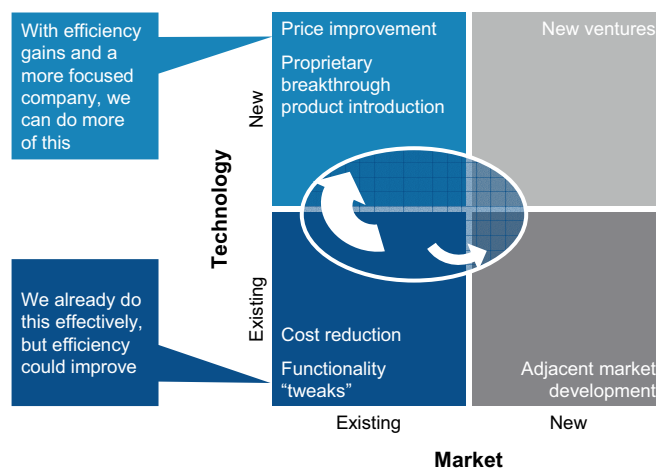 With efficiency
gains and a
more focused
company, we
can do more
of this
Price improvement
Proprietary
breakthrough
product introduction
New ventures
New
Technology
Existing
We already do
this effectively,
but efficiency
could improve
Cost reduction
Functionality
“tweaks”
Adjacent market
development
Existing
New
Market